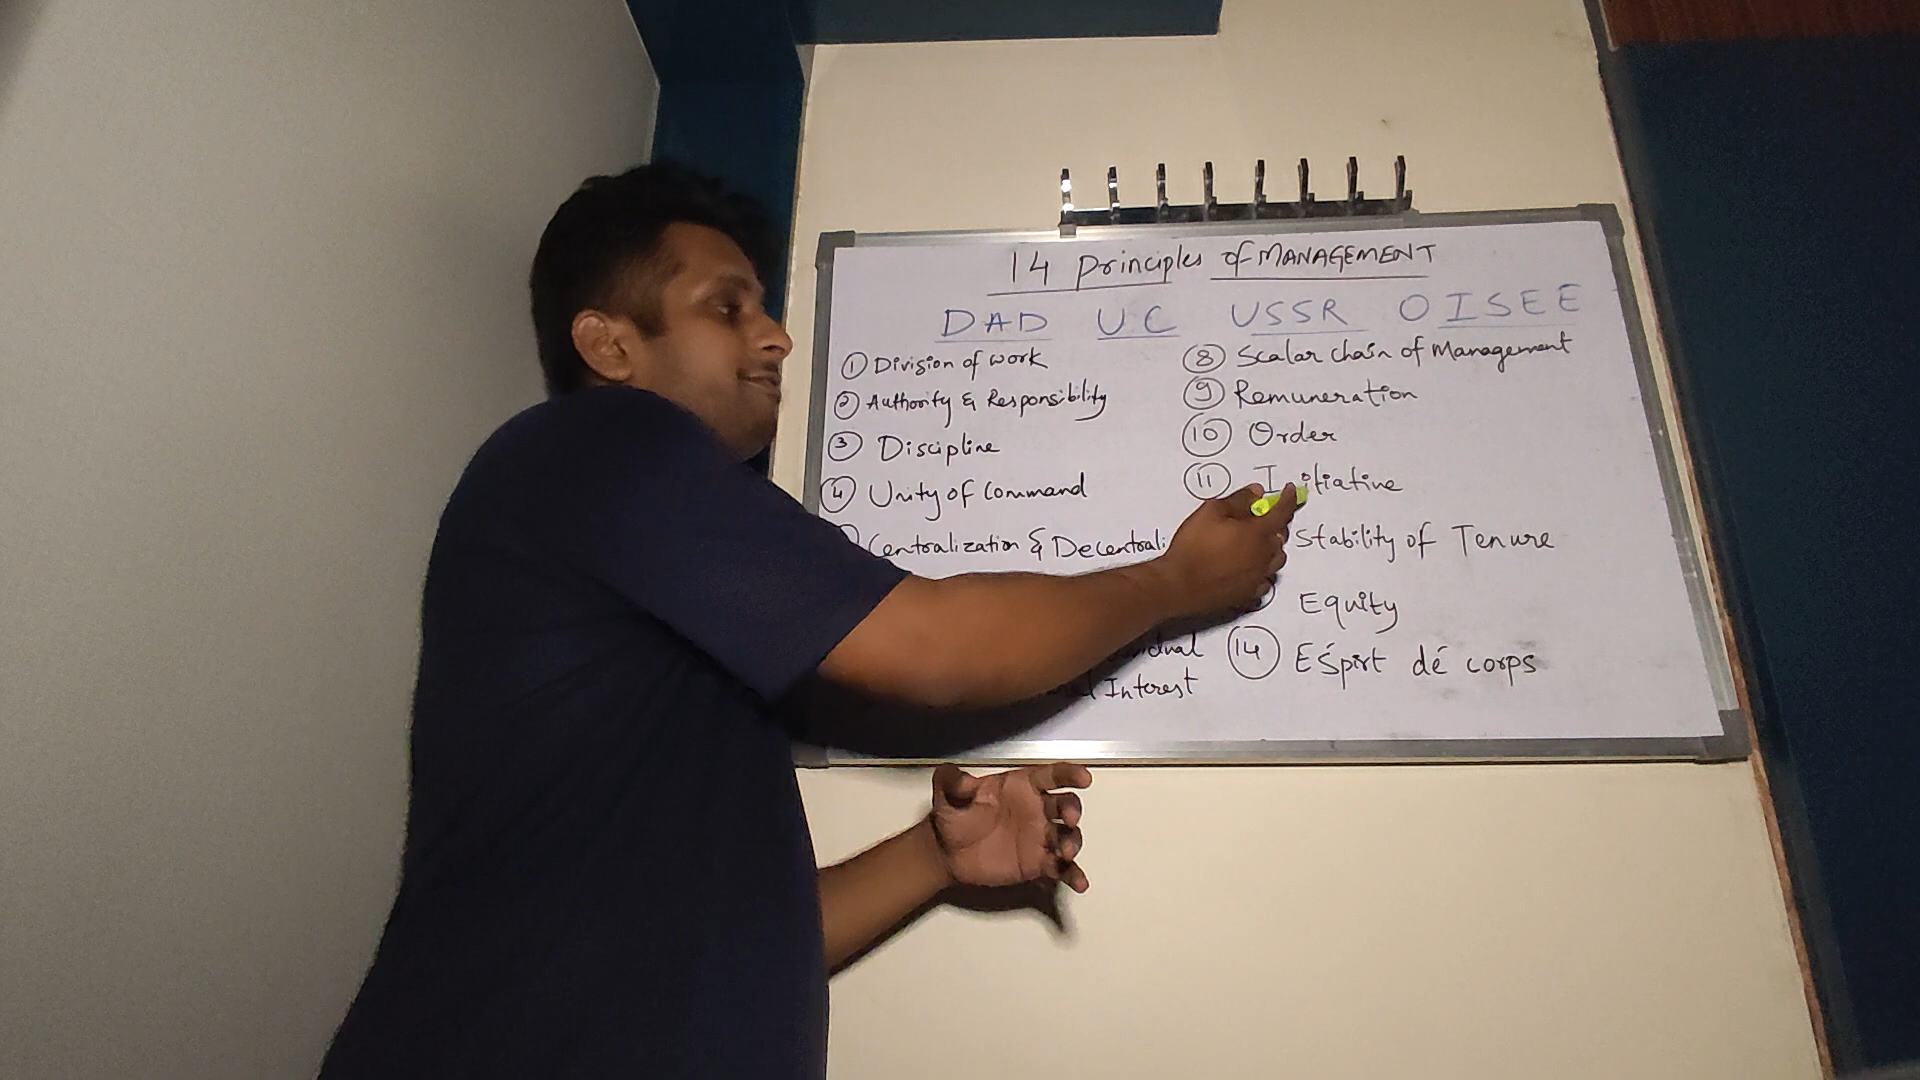 14 Principles of MANAGEMENT
DAD UC USSR OISEE
① Division of work
② Authority & Responsibility
③ Discipline
④ Unity of Command
Centralization & Decentrali
Interest
⑧ Scalar chain of Management
⑨ Remuneration
⑩ Order
⑪ Initiative
Stability of Tenure
Equity
⑭ EŚpirt dé corps